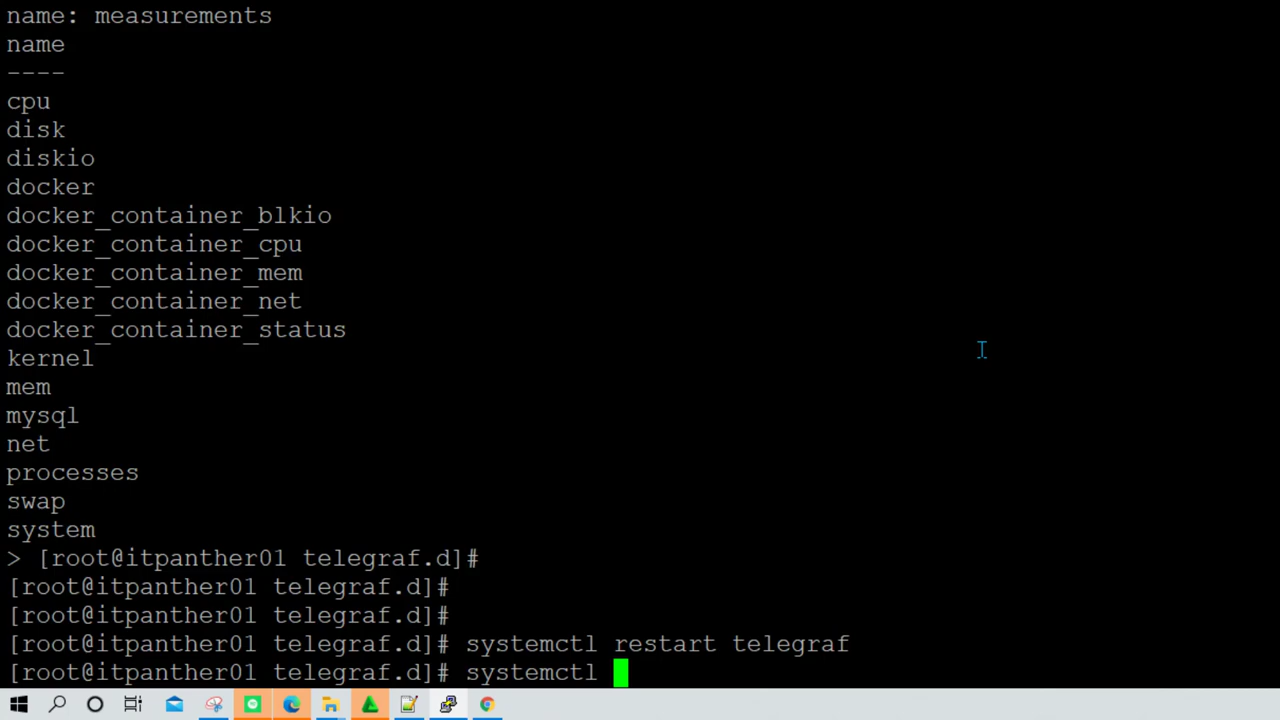 name: measurements
name
----
cpu
disk
diskio
docker
docker_container_blkio
docker_container_cpu
docker_container_mem
docker_container_net
docker_container_status
kernel
mem
mysql
net
processes
swap
system
> [root@itpanther01 telegraf.d]#
[root@itpanther01 telegraf.d]#
[root@itpanther01 telegraf.d]#
[root@itpanther01 telegraf.d]# systemctl restart telegraf
[root@itpanther01 telegraf.d]# systemctl